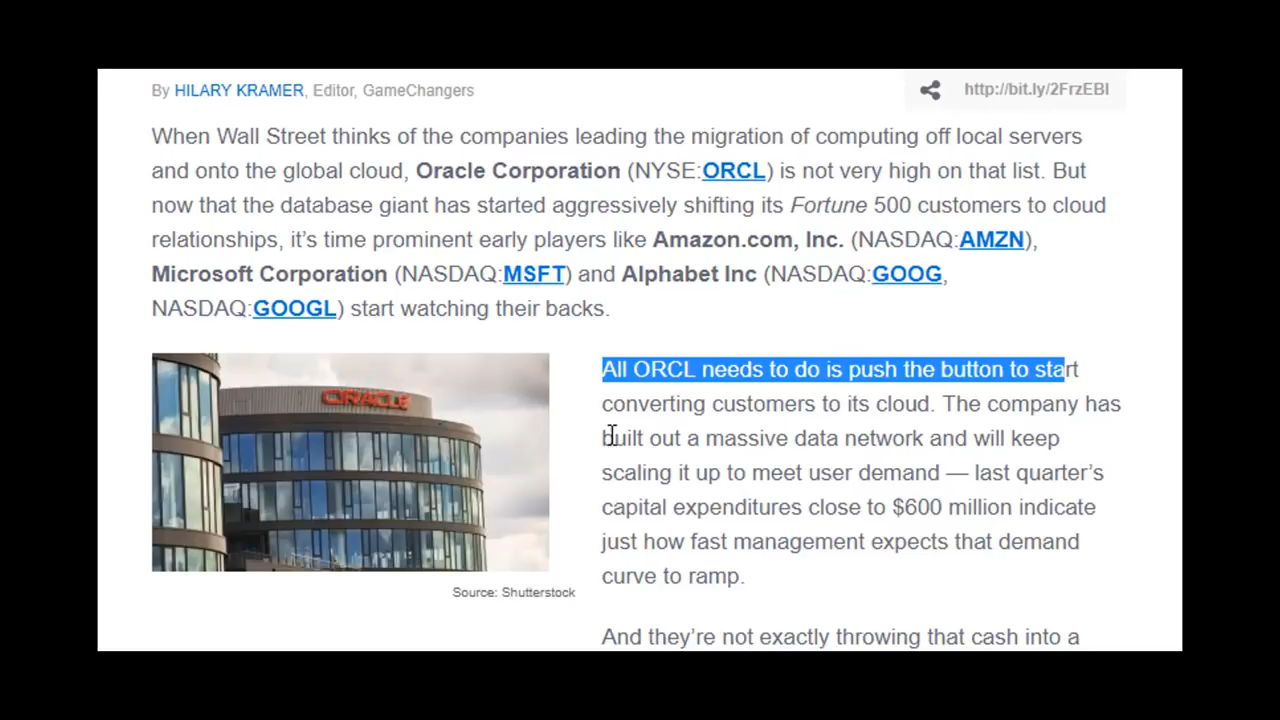 By HILARY KRAMER, Editor, GameChangers
http://bit.ly/2FrzEBI
When Wall Street thinks of the companies leading the migration of computing off local servers
and onto the global cloud, Oracle Corporation (NYSE:ORCL) is not very high on that list. But
now that the database giant has started aggressively shifting its Fortune 500 customers to cloud
relationships, it’s time prominent early players like Amazon.com, Inc. (NASDAQ:AMZN),
Microsoft Corporation (NASDAQ:MSFT) and Alphabet Inc (NASDAQ:GOOG,
NASDAQ:GOOGL) start watching their backs.
ORACLE
Source: Shutterstock
All ORCL needs to do is push the button to start
converting customers to its cloud. The company has
built out a massive data network and will keep
scaling it up to meet user demand — last quarter’s
capital expenditures close to $600 million indicate
just how fast management expects that demand
curve to ramp.
And they’re not exactly throwing that cash into a